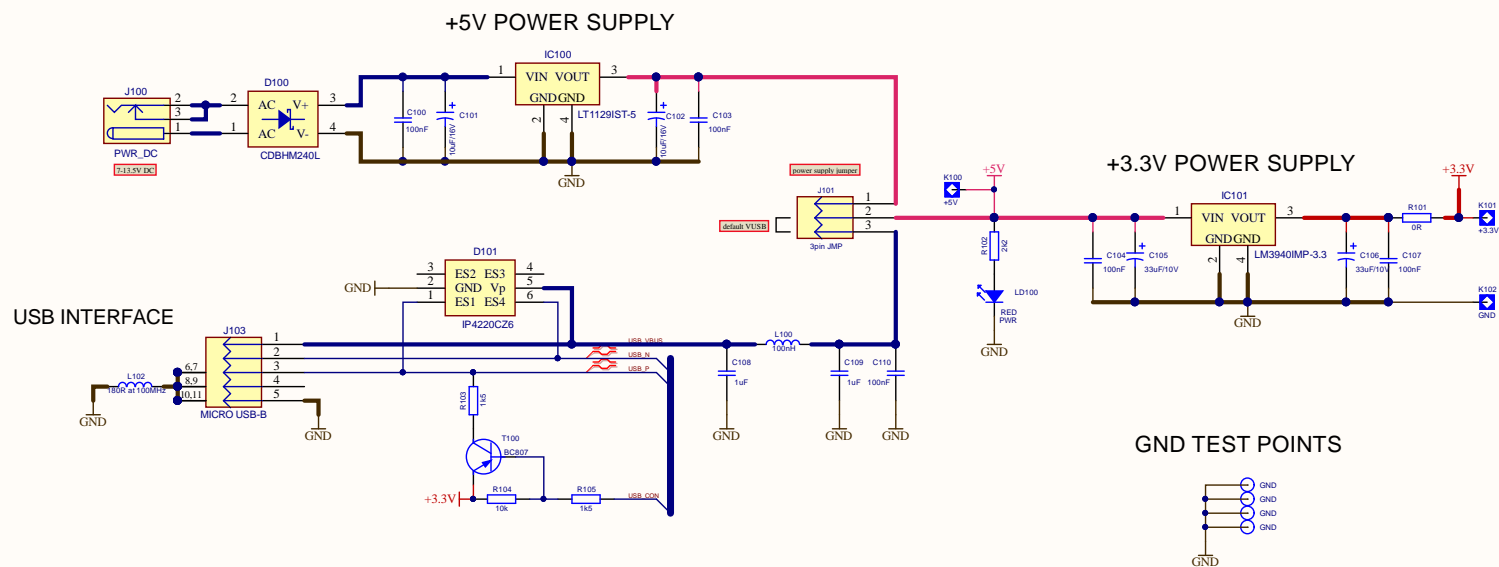 +5V POWER SUPPLY
J100
2
3
1
PWR_DC
7-13.5V DC
D100
2 AC V+ 3
1 AC V- 4
CDBHM240L
C100
100nF
C101
10uF/16V
IC100
1 VIN VOUT 3
GND GND
2 4
LT1129IST-5
C102
10uF/16V
C103
100nF
GND
power supply jumper
J101
1
2
3
default VUSB
3pin JMP
K100
+5V
+5V
R102
2k2
LD100
RED
PWR
GND
+3.3V POWER SUPPLY
C104
100nF
C105
33uF/10V
IC101
1 VIN VOUT 3
GND GND
2 4
LM3940IMP-3.3
GND
C106
33uF/10V
C107
100nF
R101
0R
+3.3V
K101
+3.3V
K102
GND
USB INTERFACE
D101
3 ES2 ES3 4
GND 2 GND Vp 5
1 ES1 ES4 6
IP4220CZ6
J103
1
2
3
4
5
6,7
8,9
10,11
MICRO USB-B
L102
180R at 100MHz
GND
GND
USB_VBUS
USB_N
USB_P
R103
1k5
T100
BC807
+3.3V
R104
10k
R105
1k5
USB_CON
C108
1uF
GND
L100
100nH
C109
1uF
GND
C110
100nF
GND
GND TEST POINTS
GND
GND
GND
GND
GND